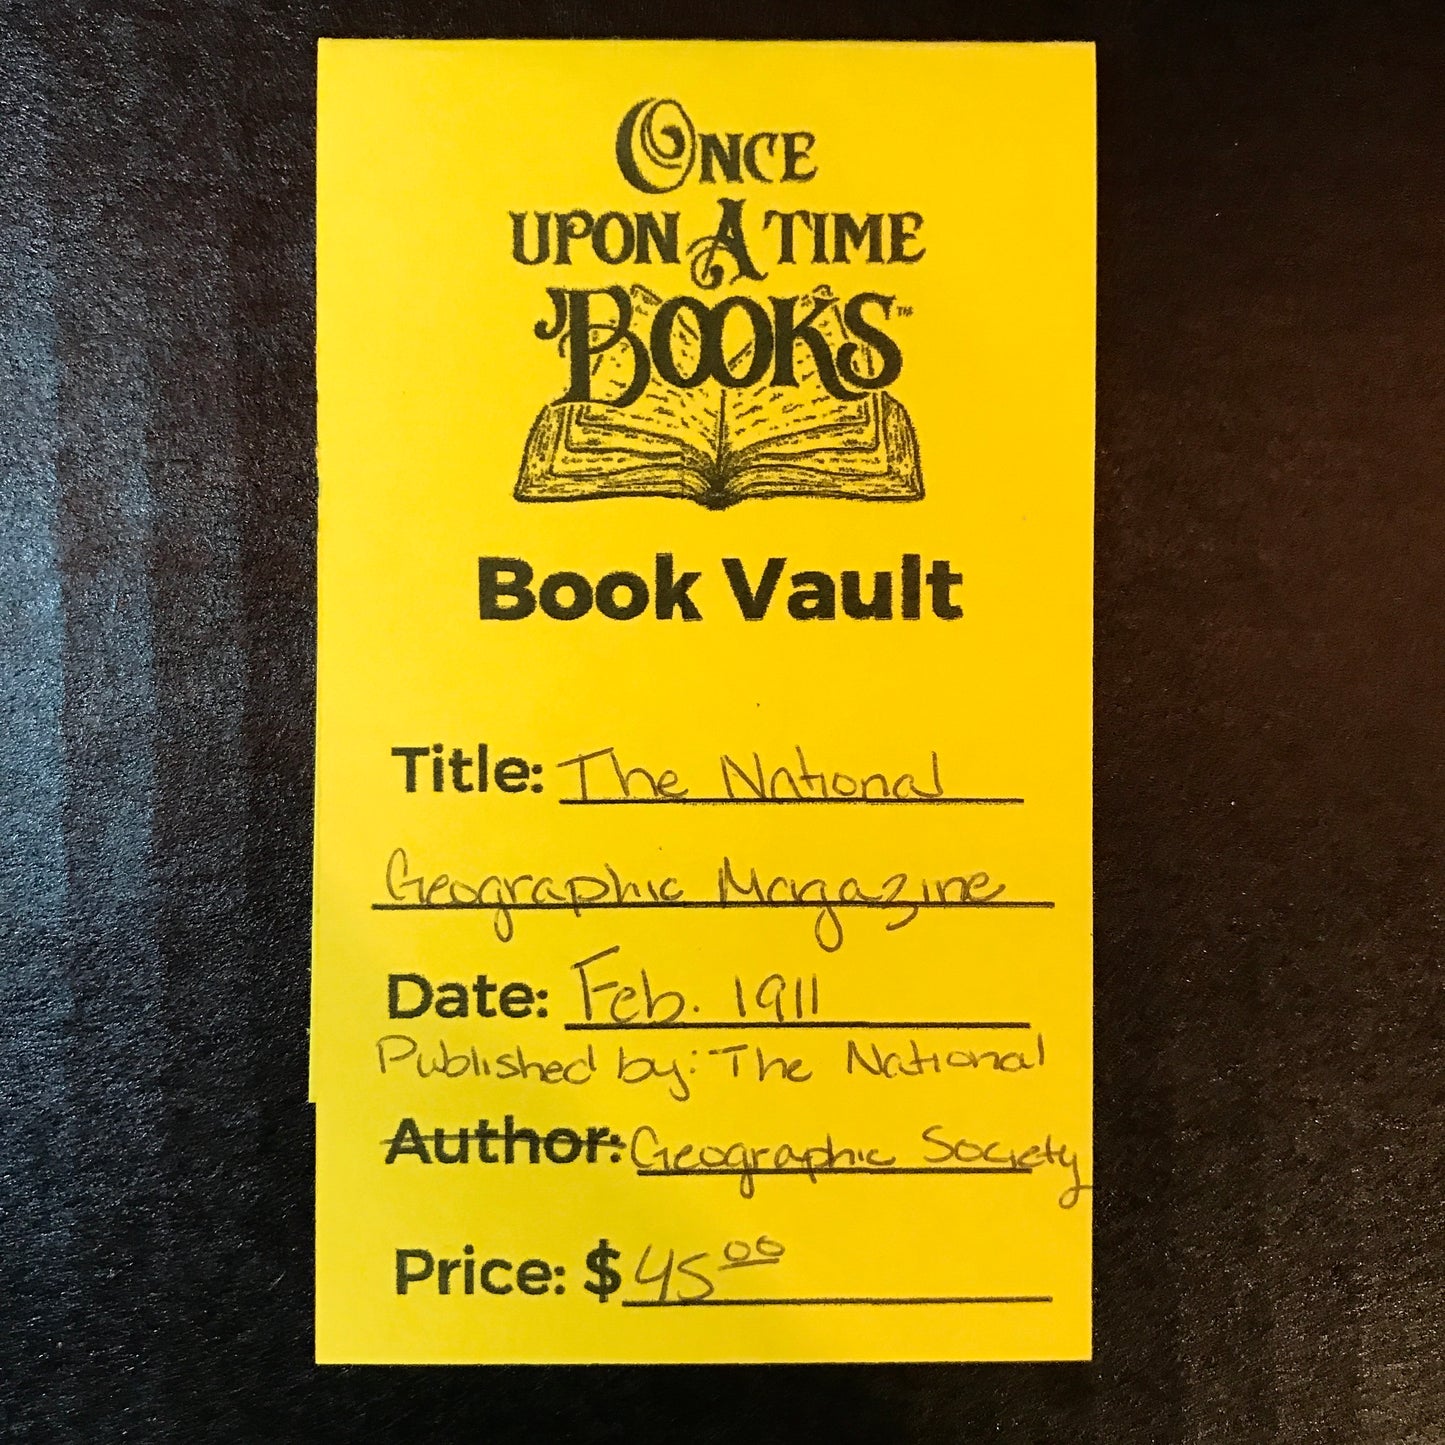 ONCE
UPON A TIME
BOOKS™
Book Vault
Title: The National
Geographic Magazine
Date: Feb. 1911
Published by: The National
Author: Geographic Society
Price: $45.00